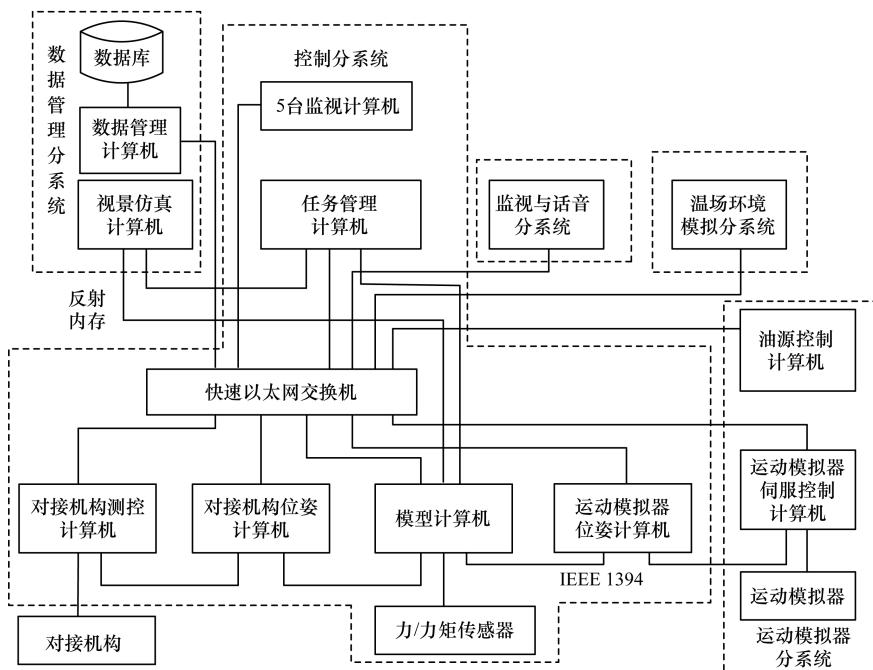 数据管理分系统
数据库
数据管理
计算机
视景仿真
计算机
控制分系统
5台监视计算机
任务管理
计算机
监视与话音
分系统
温场环境
模拟分系统
反射
内存
油源控制
计算机
快速以太网交换机
对接机构测控
计算机
对接机构位姿
计算机
模型计算机
运动模拟器
位姿计算机
运动模拟器
伺服控制
计算机
IEEE 1394
对接机构
力/力矩传感器
运动模拟器
运动模拟器
分系统